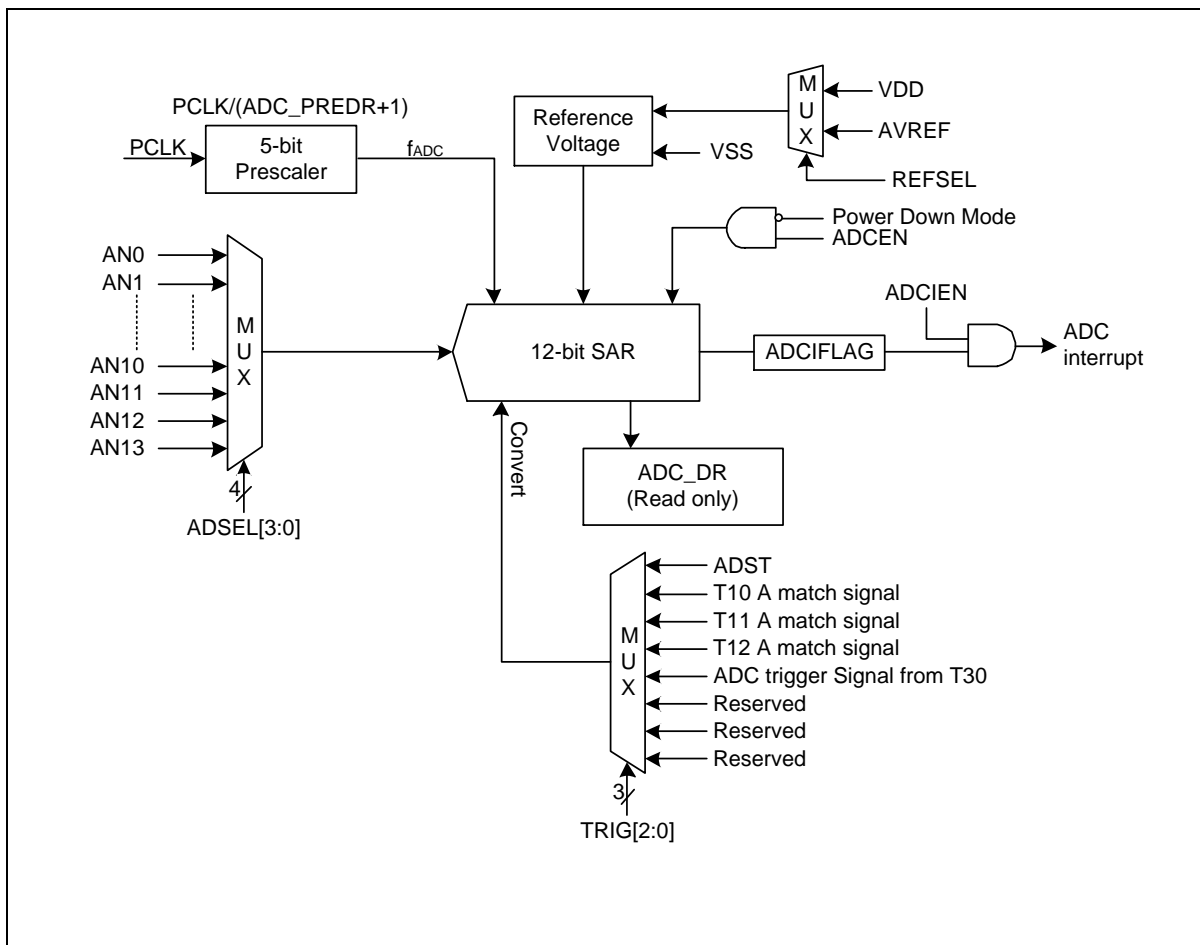 PCLK/(ADC_PREDR+1)
PCLK
5-bit
Prescaler
fADC
Reference
Voltage
VSS
M
U
X
VDD
AVREF
REFSEL
Power Down Mode
ADCEN
AN0
AN1
AN10
AN11
AN12
AN13
M
U
X
4
ADSEL[3:0]
12-bit SAR
ADCIFLAG
ADCIEN
ADC
interrupt
Convert
ADC_DR
(Read only)
M
U
X
ADST
T10 A match signal
T11 A match signal
T12 A match signal
ADC trigger Signal from T30
Reserved
Reserved
Reserved
3
TRIG[2:0]